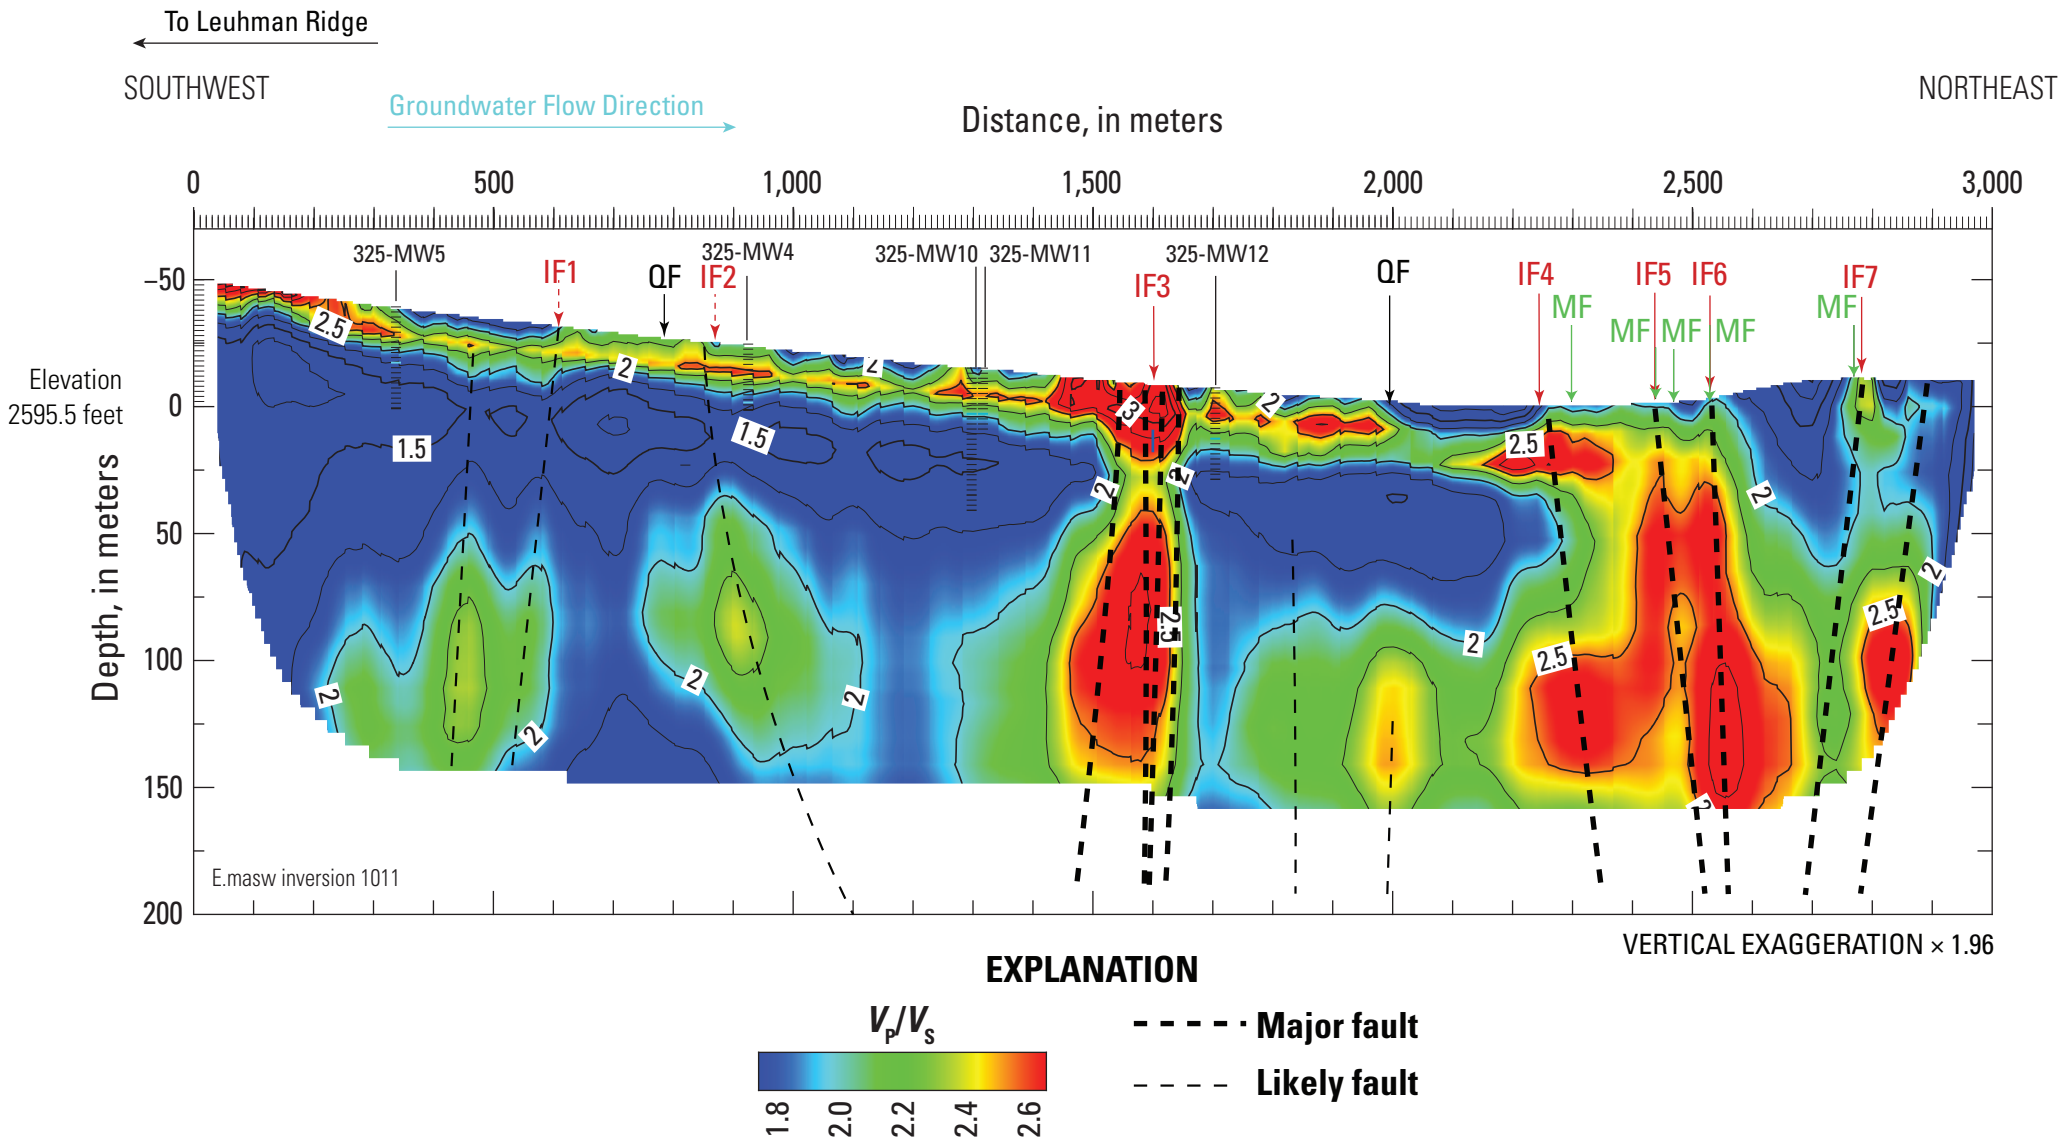 To Leuhman Ridge
SOUTHWEST
NORTHEAST
Groundwater Flow Direction
Distance, in meters
0 500 1,000 1,500 2,000 2,500 3,000
325-MW5 325-MW4 325-MW10 325-MW11 325-MW12
IF1 QF IF2 IF3 QF IF4 IF5 IF6 IF7
MF MF MF MF MF
Elevation
2595.5 feet
Depth, in meters
–50
0
50
100
150
200
2.5
2
2
2
3
2.5
1.5
1.5
2
2
2
2
2.5
2
2.5
2.5
2
2
2
2
2
E.masw inversion 1011
VERTICAL EXAGGERATION × 1.96
EXPLANATION
VP/VS
1.8 2.0 2.2 2.4 2.6
Major fault
Likely fault